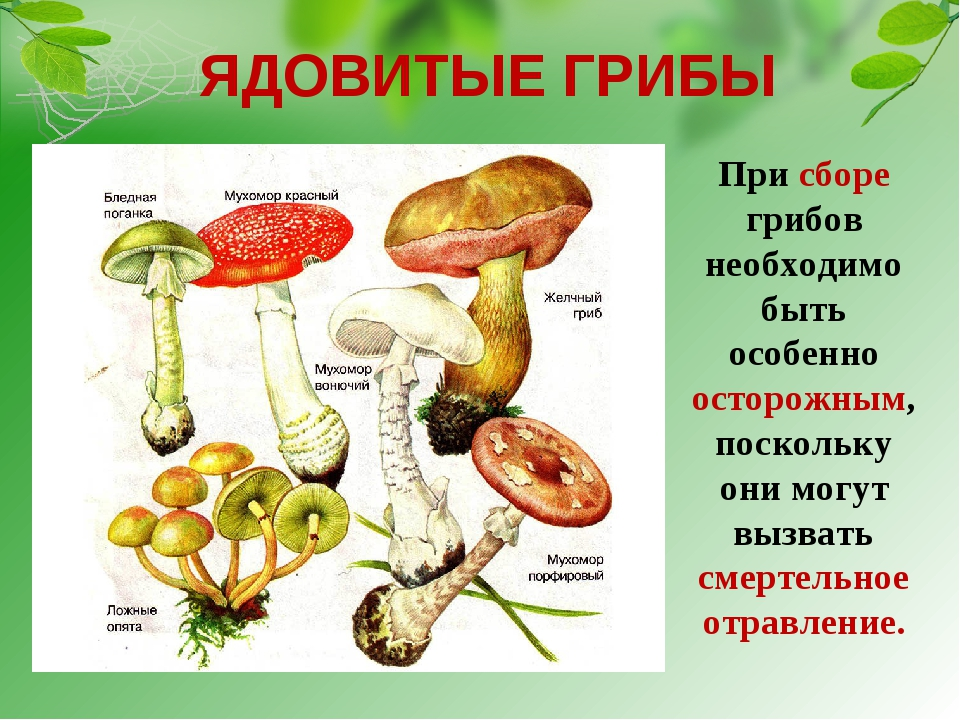 ЯДОВИТЫЕ ГРИБЫ
Бледная
поганка
Мухомор красный
Желчный
гриб
Мухомор
вонючий
Мухомор
порфировый
Ложные
опята
При сборе
грибов
необходимо
быть
особенно
осторожным,
поскольку
они могут
вызвать
смертельное
отравление.